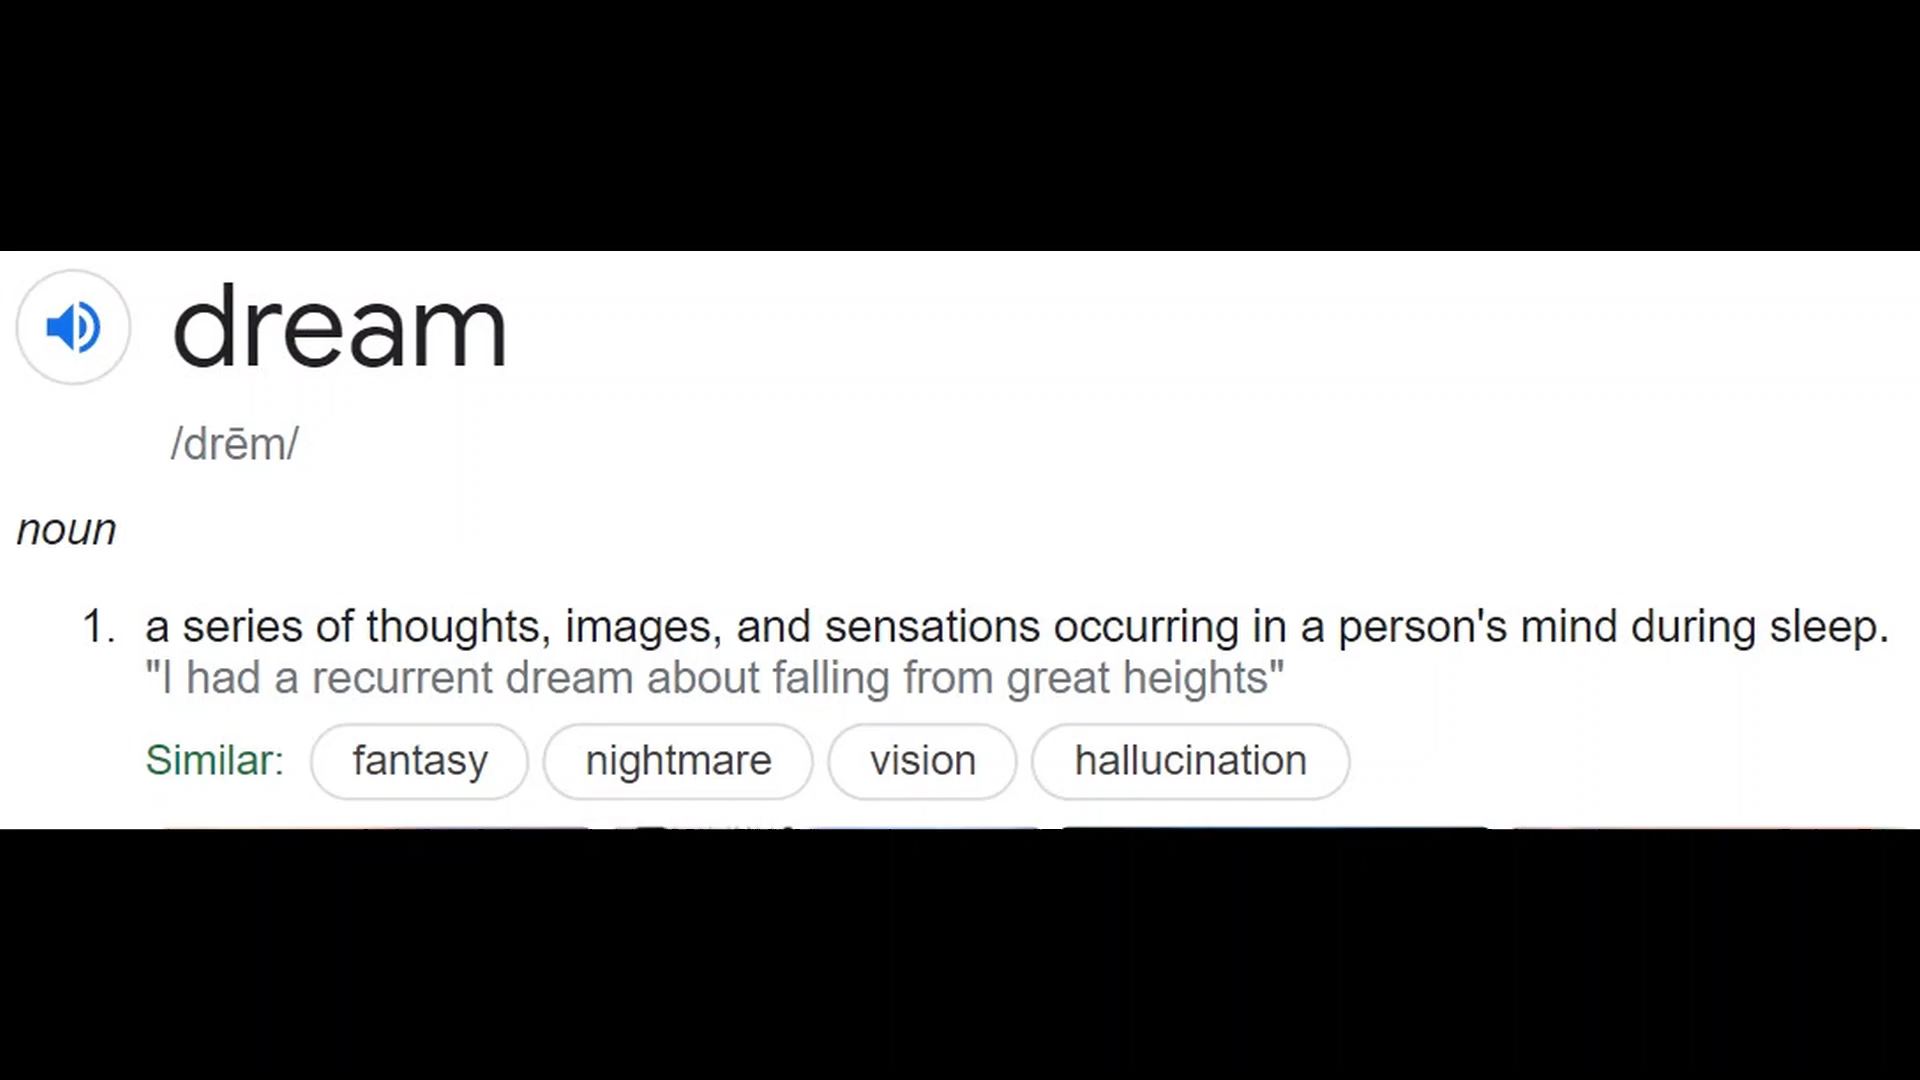 dream
/drēm/
noun
1. a series of thoughts, images, and sensations occurring in a person's mind during sleep.
"I had a recurrent dream about falling from great heights"
Similar: fantasy nightmare vision hallucination